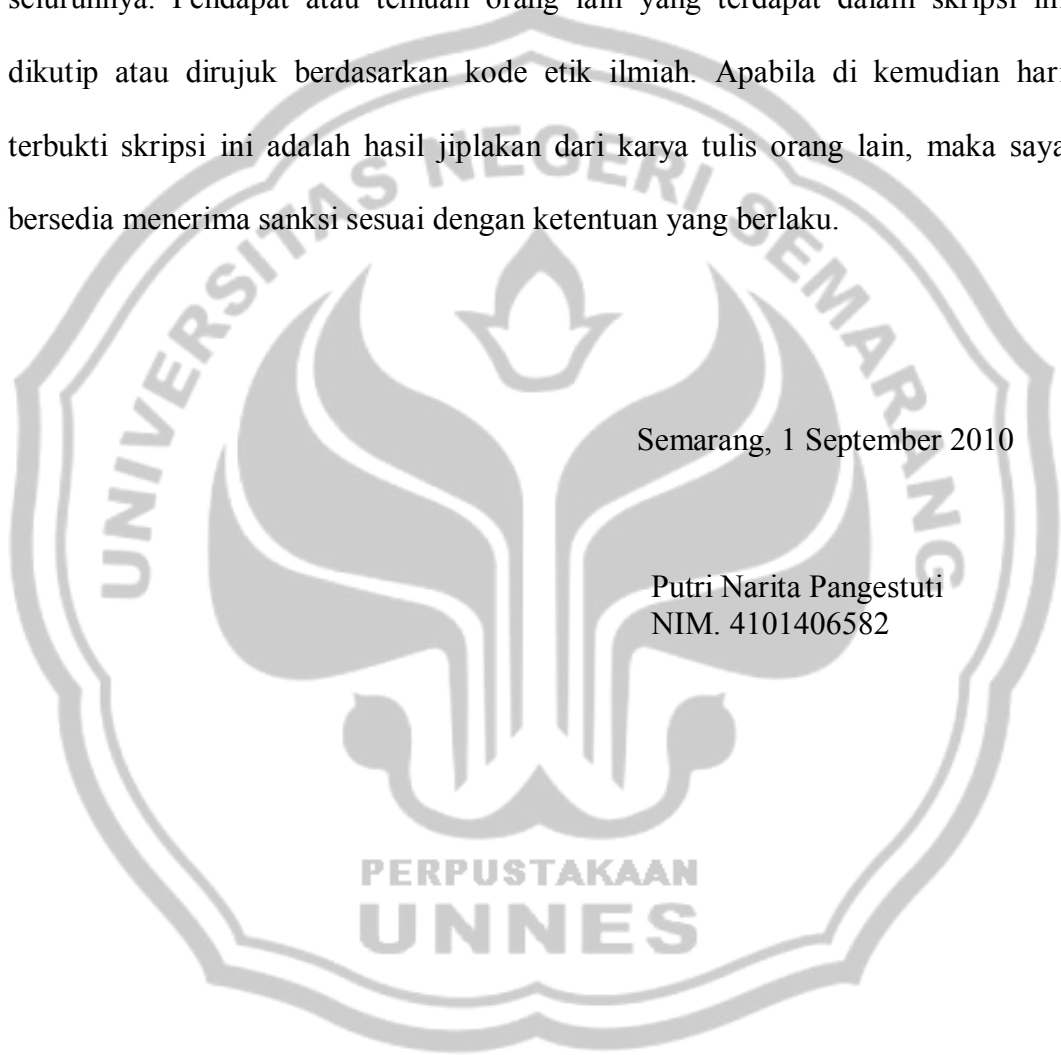 seluruhnya. Pendapat atau temuan orang lain yang terdapat dalam skripsi ini
dikutip atau dirujuk berdasarkan kode etik ilmiah. Apabila di kemudian hari
terbukti skripsi ini adalah hasil jiplakan dari karya tulis orang lain, maka saya
bersedia menerima sanksi sesuai dengan ketentuan yang berlaku.
UNIVERSITAS NEGERI SEMARANG
Semarang, 1 September 2010
Putri Narita Pangestuti
NIM. 4101406582
PERPUSTAKAAN
UNNES